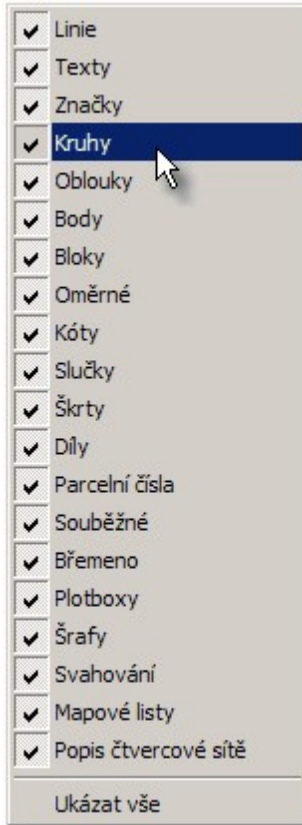 Linie
Texty
Značky
Kruhy
Oblouky
Body
Bloky
Oměrné
Kóty
Slučky
Škrty
Díly
Parcelní čísla
Souběžné
Břemeno
Plotboxy
Šrafy
Svahování
Mapové listy
Popis čtvercové sítě
Ukázat vše